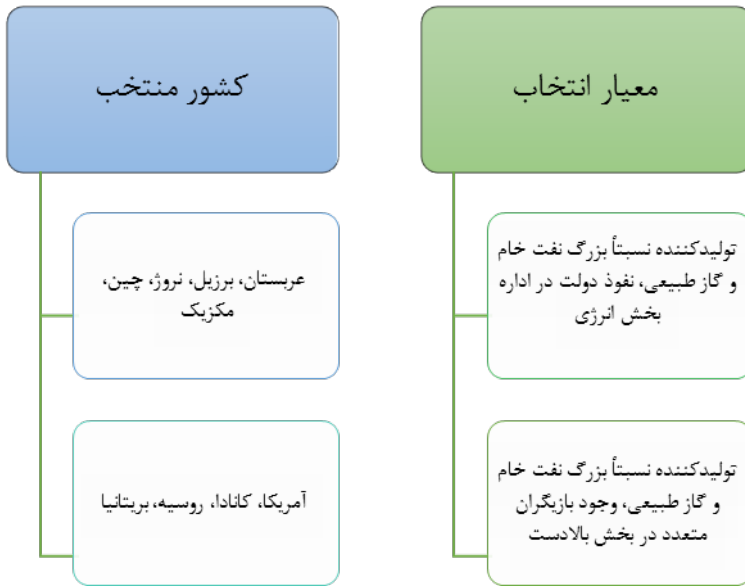 معیار انتخاب
کشور منتخب
تولیدکننده نسبتاً بزرگ نفت خام
و گاز طبیعی، نفوذ دولت در اداره
بخش انرژی
عربستان، برزیل، نروژ، چین،
مکزیک
تولیدکننده نسبتاً بزرگ نفت خام
و گاز طبیعی، وجود بازیگران
متعدد در بخش بالادست
آمریکا، کانادا، روسیه، بریتانیا